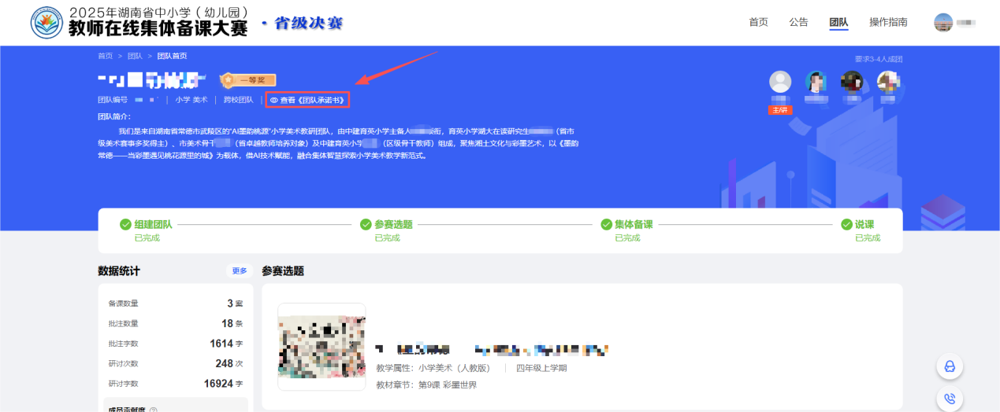 2025年湖南省中小学(幼儿园)
教师在线集体备课大赛 · 省级决赛
首页 公告 团队 操作指南
首页 > 团队 > 团队首页
要求3-4人成团
一等奖
团队编号 | 小学 美术 | 跨校团队 | 查看《团队承诺书》
主讲
团队简介:
我们是来自湖南省常德市武陵区的“AI墨韵桃源”小学美术教研团队,由中建育英小学主备人 衔,育英小学湖大在读研究生 (省市
级美术赛事多奖得主)、市美术骨干 (省卓越教师培养对象)及中建育英小学 (区级骨干教师)组成,聚焦湘土文化与彩墨艺术,以《墨韵
常德——当彩墨遇见桃花源里的城》为载体,借AI技术赋能,融合集体智慧探索小学美术教学新范式。
组建团队 参赛选题 集体备课 说课
已完成 已完成 已完成 已完成
数据统计 更多 参赛选题
备课数量 3 案
批注数量 18 条
批注字数 1614 字
研讨次数 248 次
研讨字数 16924 字
成员贡献度 ?
教学属性:小学美术(人教版) | 四年级上学期
教材章节:第9课 彩墨世界